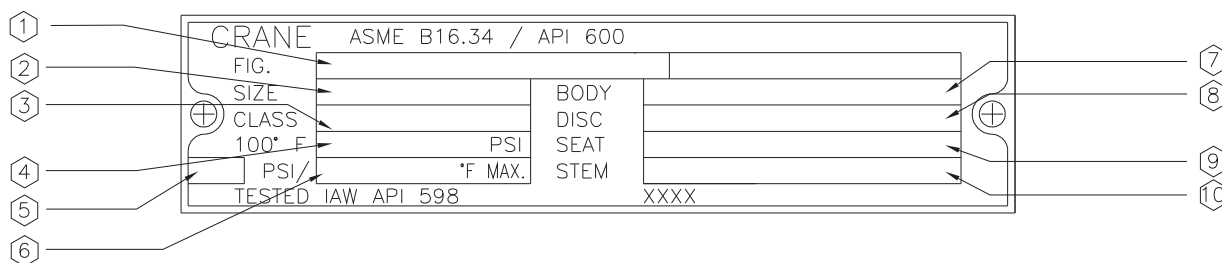 CRANE ASME B16.34 / API 600
FIG.
SIZE BODY
CLASS DISC
100° F PSI SEAT
PSI/ °F MAX. STEM
TESTED IAW API 598 XXXX
1
2
3
4
5
6
7
8
9
10